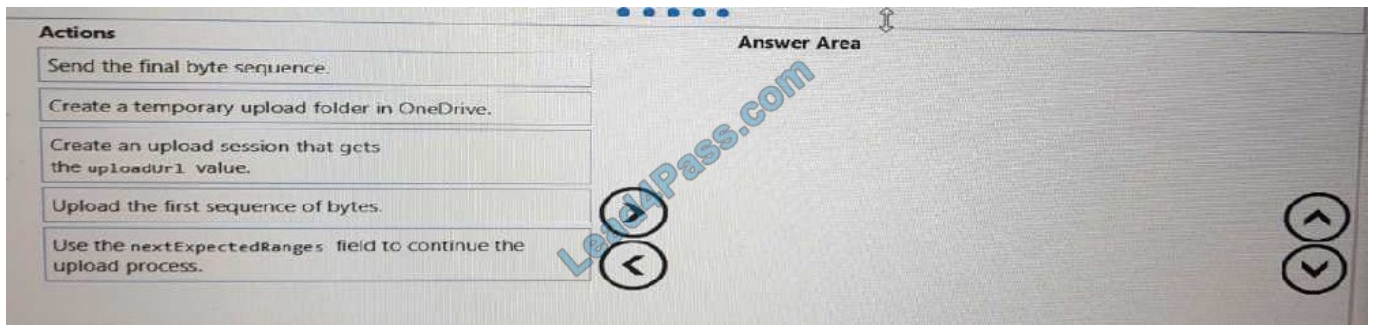 Actions
Answer Area
Send the final byte sequence.
Create a temporary upload folder in OneDrive.
Create an upload session that gets
the uploadUrl value.
Upload the first sequence of bytes.
Use the nextExpectedRanges field to continue the
upload process.
Lead4Pass.com